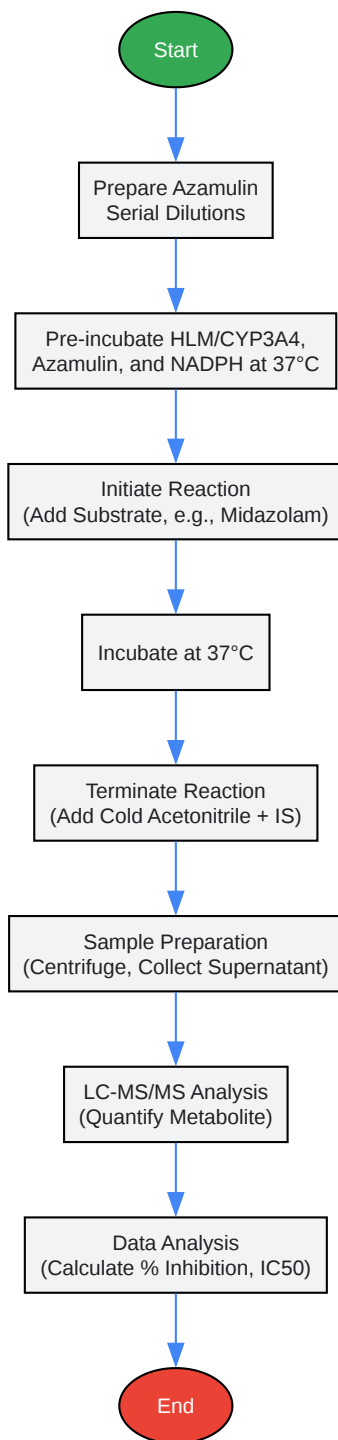 Start
Prepare Azamulin
Serial Dilutions
Pre-incubate HLM/CYP3A4,
Azamulin, and NADPH at 37°C
Initiate Reaction
(Add Substrate, e.g., Midazolam)
Incubate at 37°C
Terminate Reaction
(Add Cold Acetonitrile + IS)
Sample Preparation
(Centrifuge, Collect Supernatant)
LC-MS/MS Analysis
(Quantify Metabolite)
Data Analysis
(Calculate % Inhibition, IC50)
End